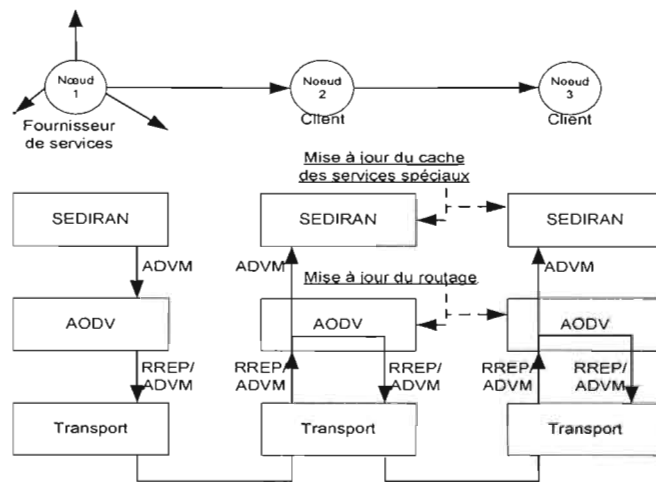 Nœud
1
Nœud
2
Noeud
3
Fournisseur
de services
Client
Client
Mise à jour du cache
des services spéciaux
SEDIRAN
SEDIRAN
SEDIRAN
ADVM
ADVM
ADVM
Mise à jour du routage
AODV
AODV
AODV
RREP/
ADVM
RREP/
ADVM
RREP/
ADVM
RREP/
ADVM
RREP/
ADVM
Transport
Transport
Transport